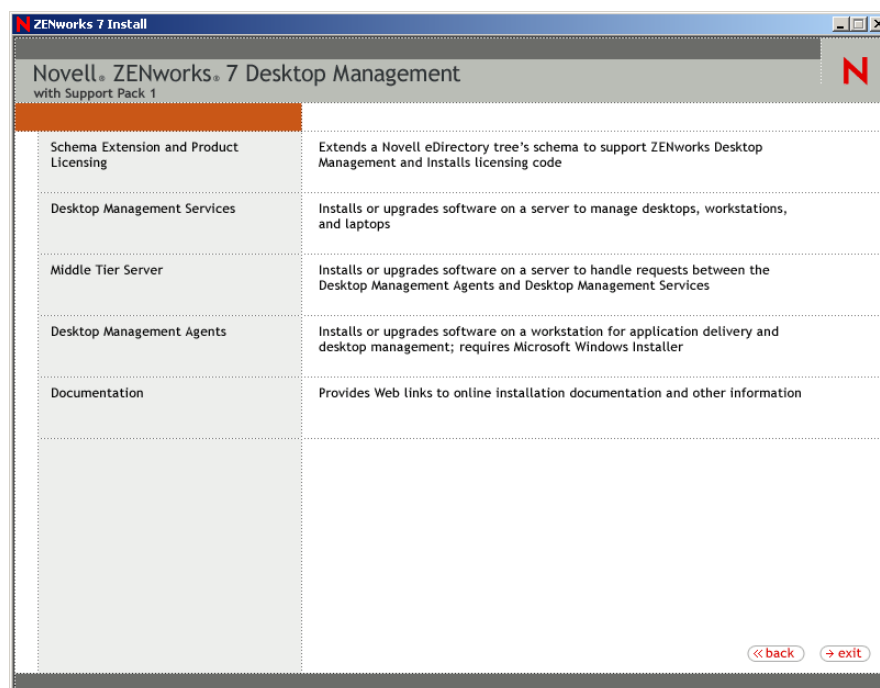 N ZENworks 7 Install
Novell® ZENworks® 7 Desktop Management
with Support Pack 1
N
Schema Extension and Product
Licensing
Extends a Novell eDirectory tree's schema to support ZENworks Desktop
Management and Installs licensing code
Desktop Management Services
Installs or upgrades software on a server to manage desktops, workstations,
and laptops
Middle Tier Server
Installs or upgrades software on a server to handle requests between the
Desktop Management Agents and Desktop Management Services
Desktop Management Agents
Installs or upgrades software on a workstation for application delivery and
desktop management; requires Microsoft Windows Installer
Documentation
Provides Web links to online installation documentation and other information
« back
→ exit